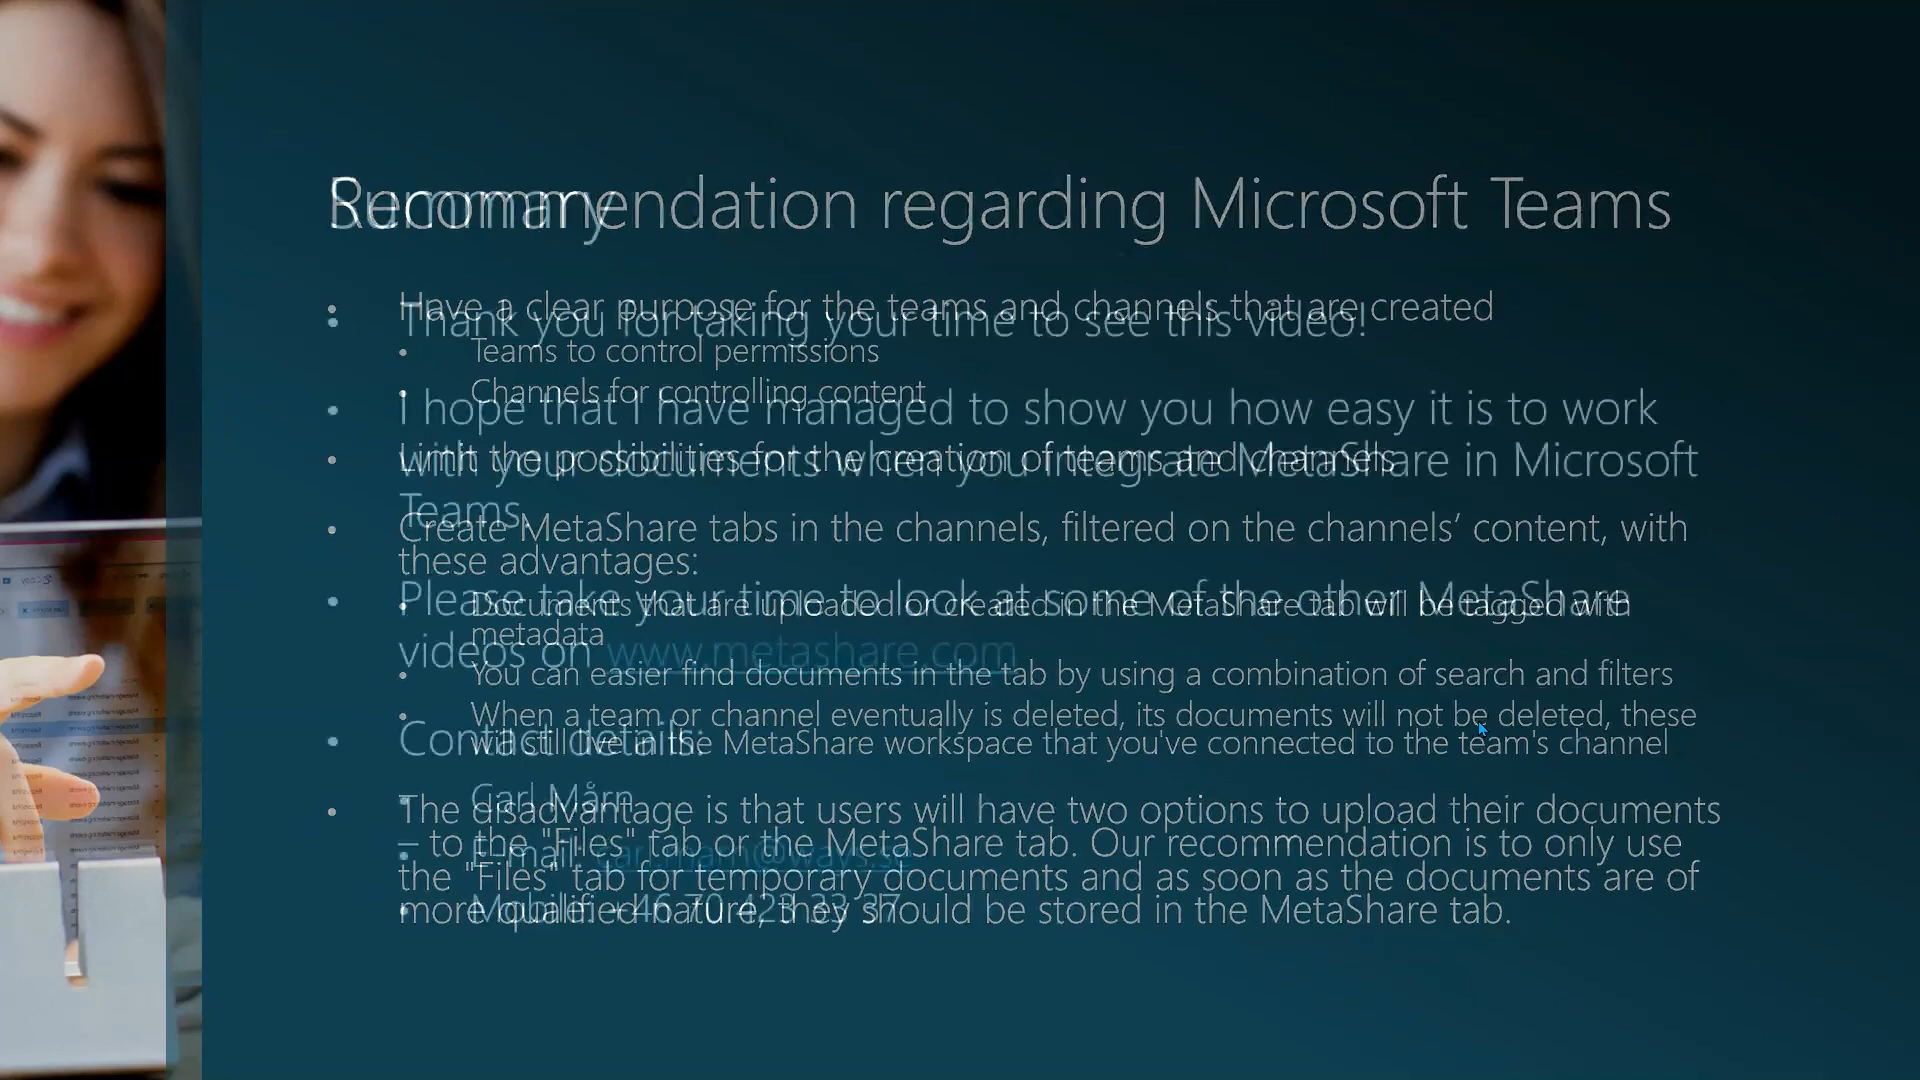 Recommendation regarding Microsoft Teams
• Have a clear purpose for the teams and channels that are created
• Teams to control permissions
• Channels for controlling content
• Limit the possibilities for the creation of teams and channels
• Create MetaShare tabs in the channels, filtered on the channels’ content, with
these advantages:
• Documents that are uploaded or created in the MetaShare tab will be tagged with
metadata
• You can easier find documents in the tab by using a combination of search and filters
• When a team or channel eventually is deleted, its documents will not be deleted, these
will still live in the MetaShare workspace that you've connected to the team's channel
• The disadvantage is that users will have two options to upload their documents
– to the "Files" tab or the MetaShare tab. Our recommendation is to only use
the "Files" tab for temporary documents and as soon as the documents are of
more qualified nature, they should be stored in the MetaShare tab.
Summary
• Thank you for taking your time to see this video!
• I hope that I have managed to show you how easy it is to work
with your documents when you integrate MetaShare in Microsoft
Teams.
• Please take your time to look at some of the other MetaShare
videos on www.metashare.com
• Contact details:
• Carl Mårn
• E-mail:
• Mobile: +46 70 423 33 37